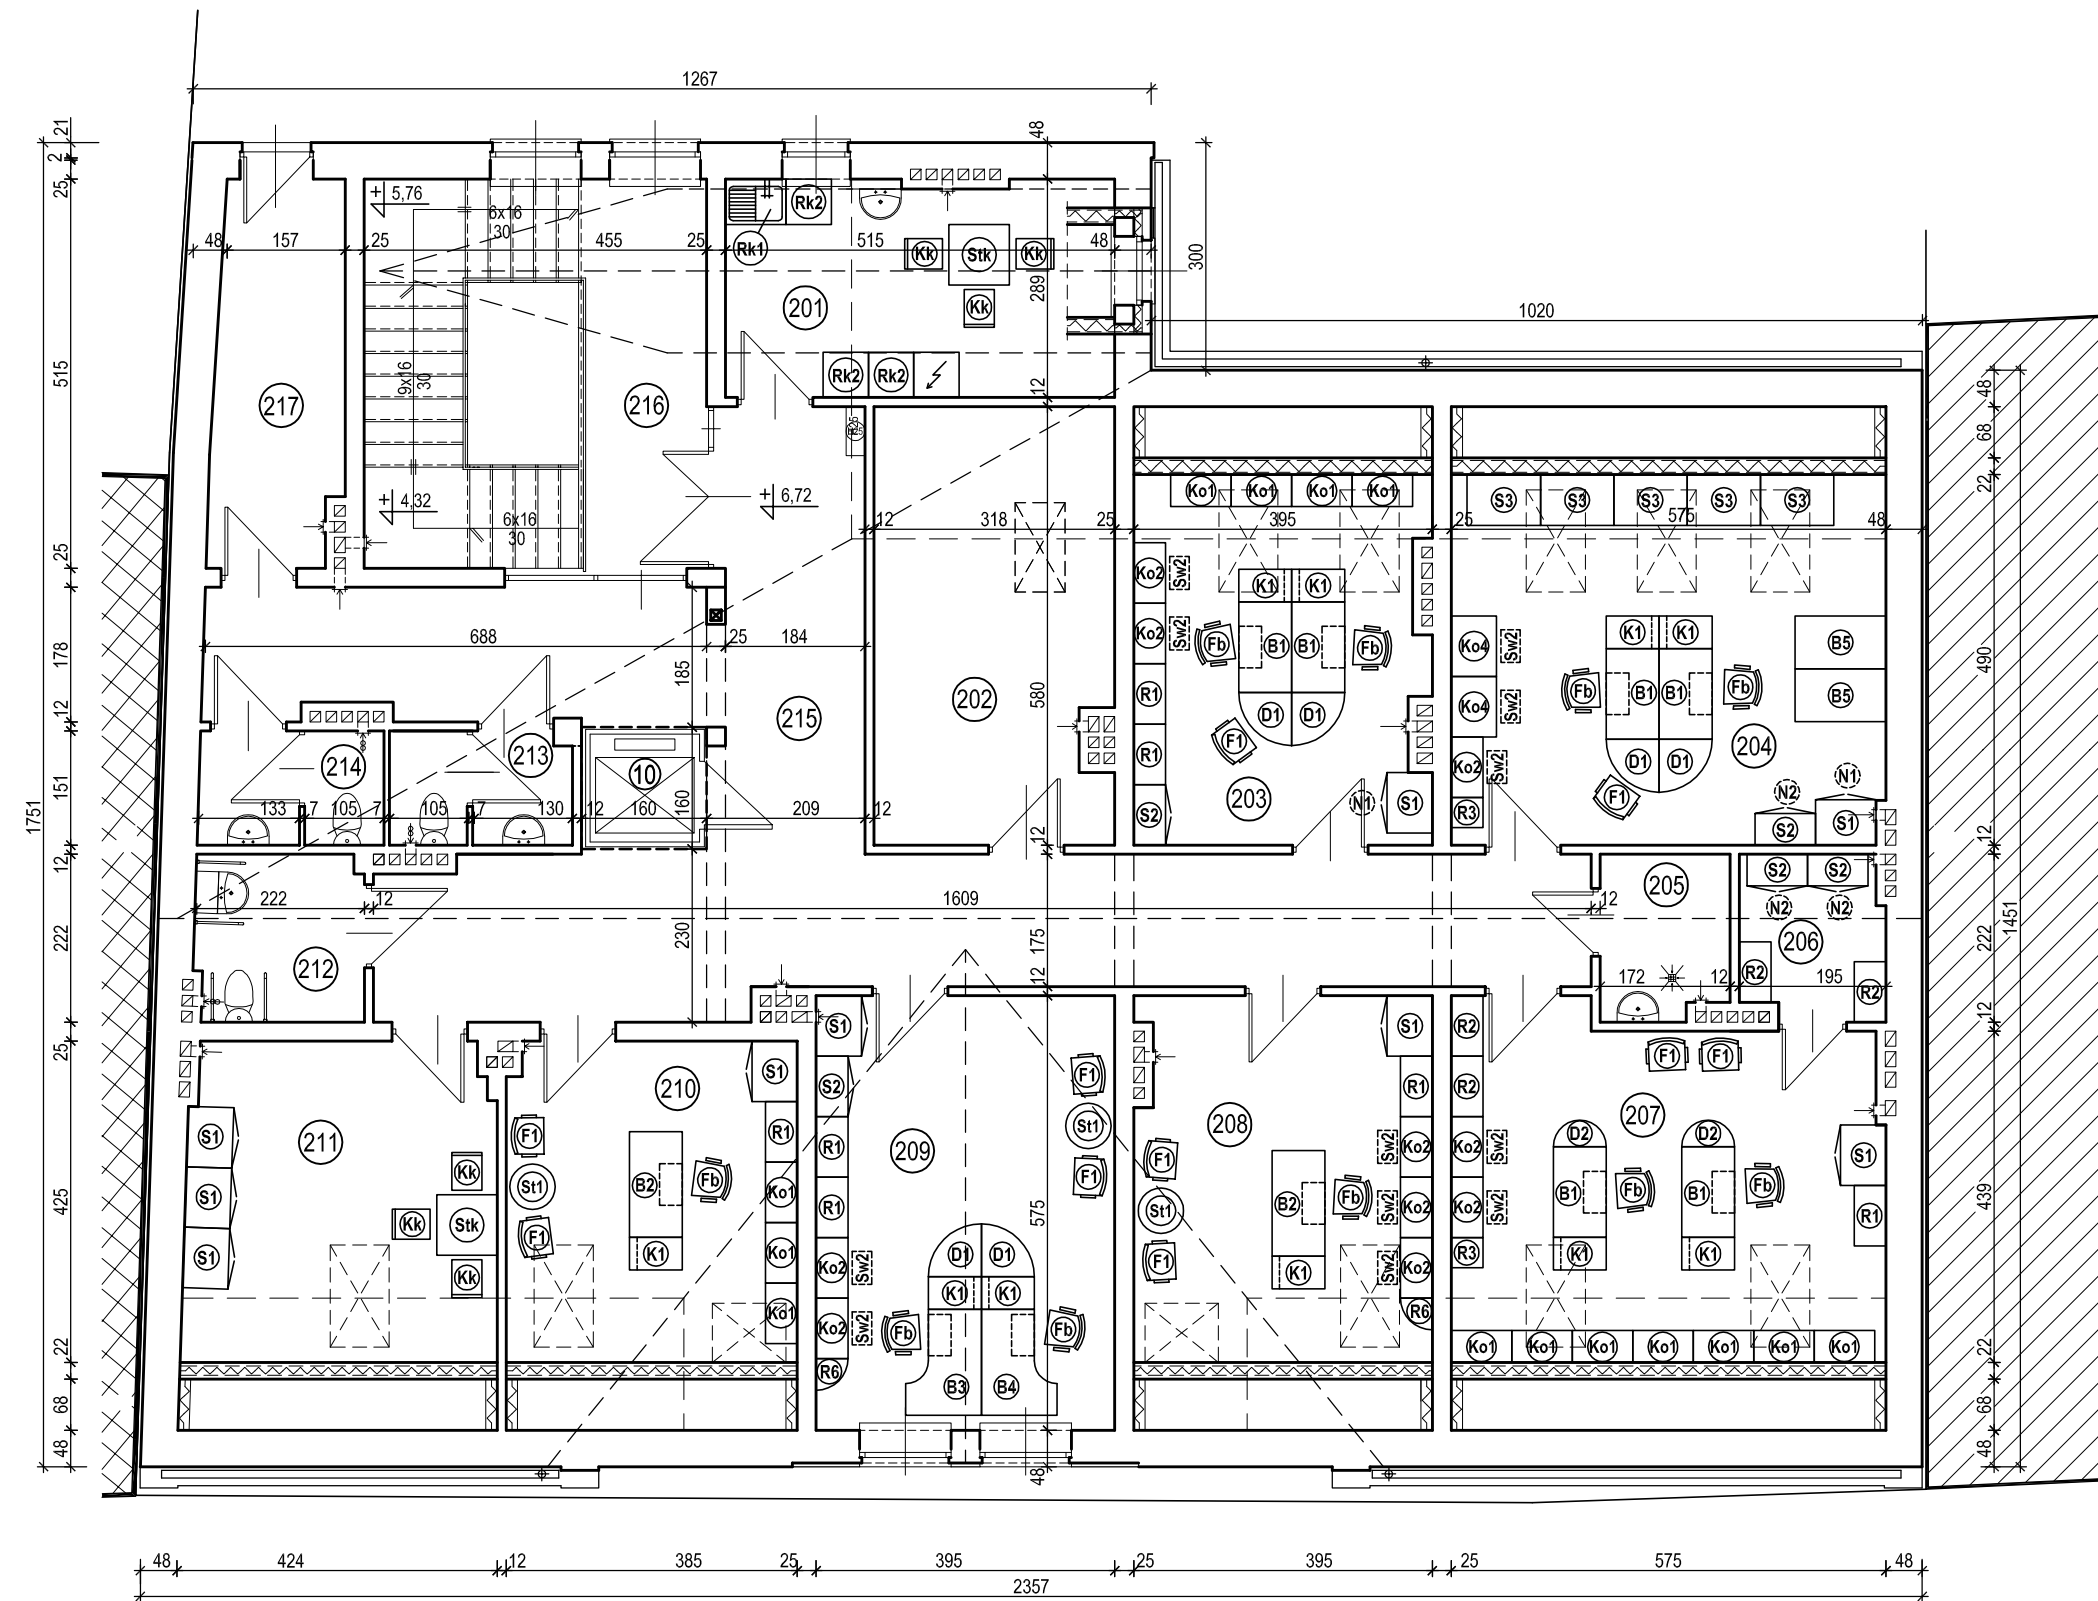 1267
21
2
25
48
5,76
6x16
30
Rk2
Rk1
48
157
25
455
25
515
48
Kk
Stk
Kk
Kk
289
300
201
1020
515
9x16
30
217
216
Rk2
Rk2
12
48
68
22
4,32
6x16
30
6,72
12
318
25
395
25
575
48
Ko1
Ko1
Ko1
Ko1
S3
S3
S3
S3
S3
25
178
12
151
12
1751
688
25
184
185
215
202
580
Ko2
Sw2
Ko2
Sw2
R1
R1
S2
K1
K1
Fb
B1
B1
Fb
D1
D1
F1
203
N1
S1
Ko4
Ko4
Sw2
Sw2
Ko2
Sw2
R3
K1
K1
Fb
B1
B1
Fb
D1
D1
F1
B5
B5
204
N1
N2
S2
S1
490
12
214
213
10
133
7
105
7
105
7
130
12
160
160
209
12
12
222
12
1609
12
205
S2
S2
N2
N2
206
222
1451
222
212
230
175
12
172
12
195
R2
R2
12
25
211
S1
S1
S1
Kk
Kk
Stk
Kk
210
S1
F1
St1
F1
B2
Fb
K1
R1
Ko1
Ko1
Ko1
209
S1
S2
R1
R1
Ko2
Sw2
Ko2
Sw2
R6
D1
D1
K1
K1
Fb
Fb
B3
B4
F1
St1
F1
575
208
S1
R1
Ko2
Sw2
Ko2
Sw2
Ko2
Sw2
R6
F1
St1
F1
B2
Fb
K1
207
R2
R2
Ko2
Sw2
Ko2
Sw2
R3
F1
F1
D2
D2
B1
Fb
B1
Fb
K1
K1
S1
R1
Ko1
Ko1
Ko1
Ko1
Ko1
Ko1
Ko1
425
22
68
48
439
22
68
48
48
48
424
12
385
25
395
25
395
25
575
48
2357